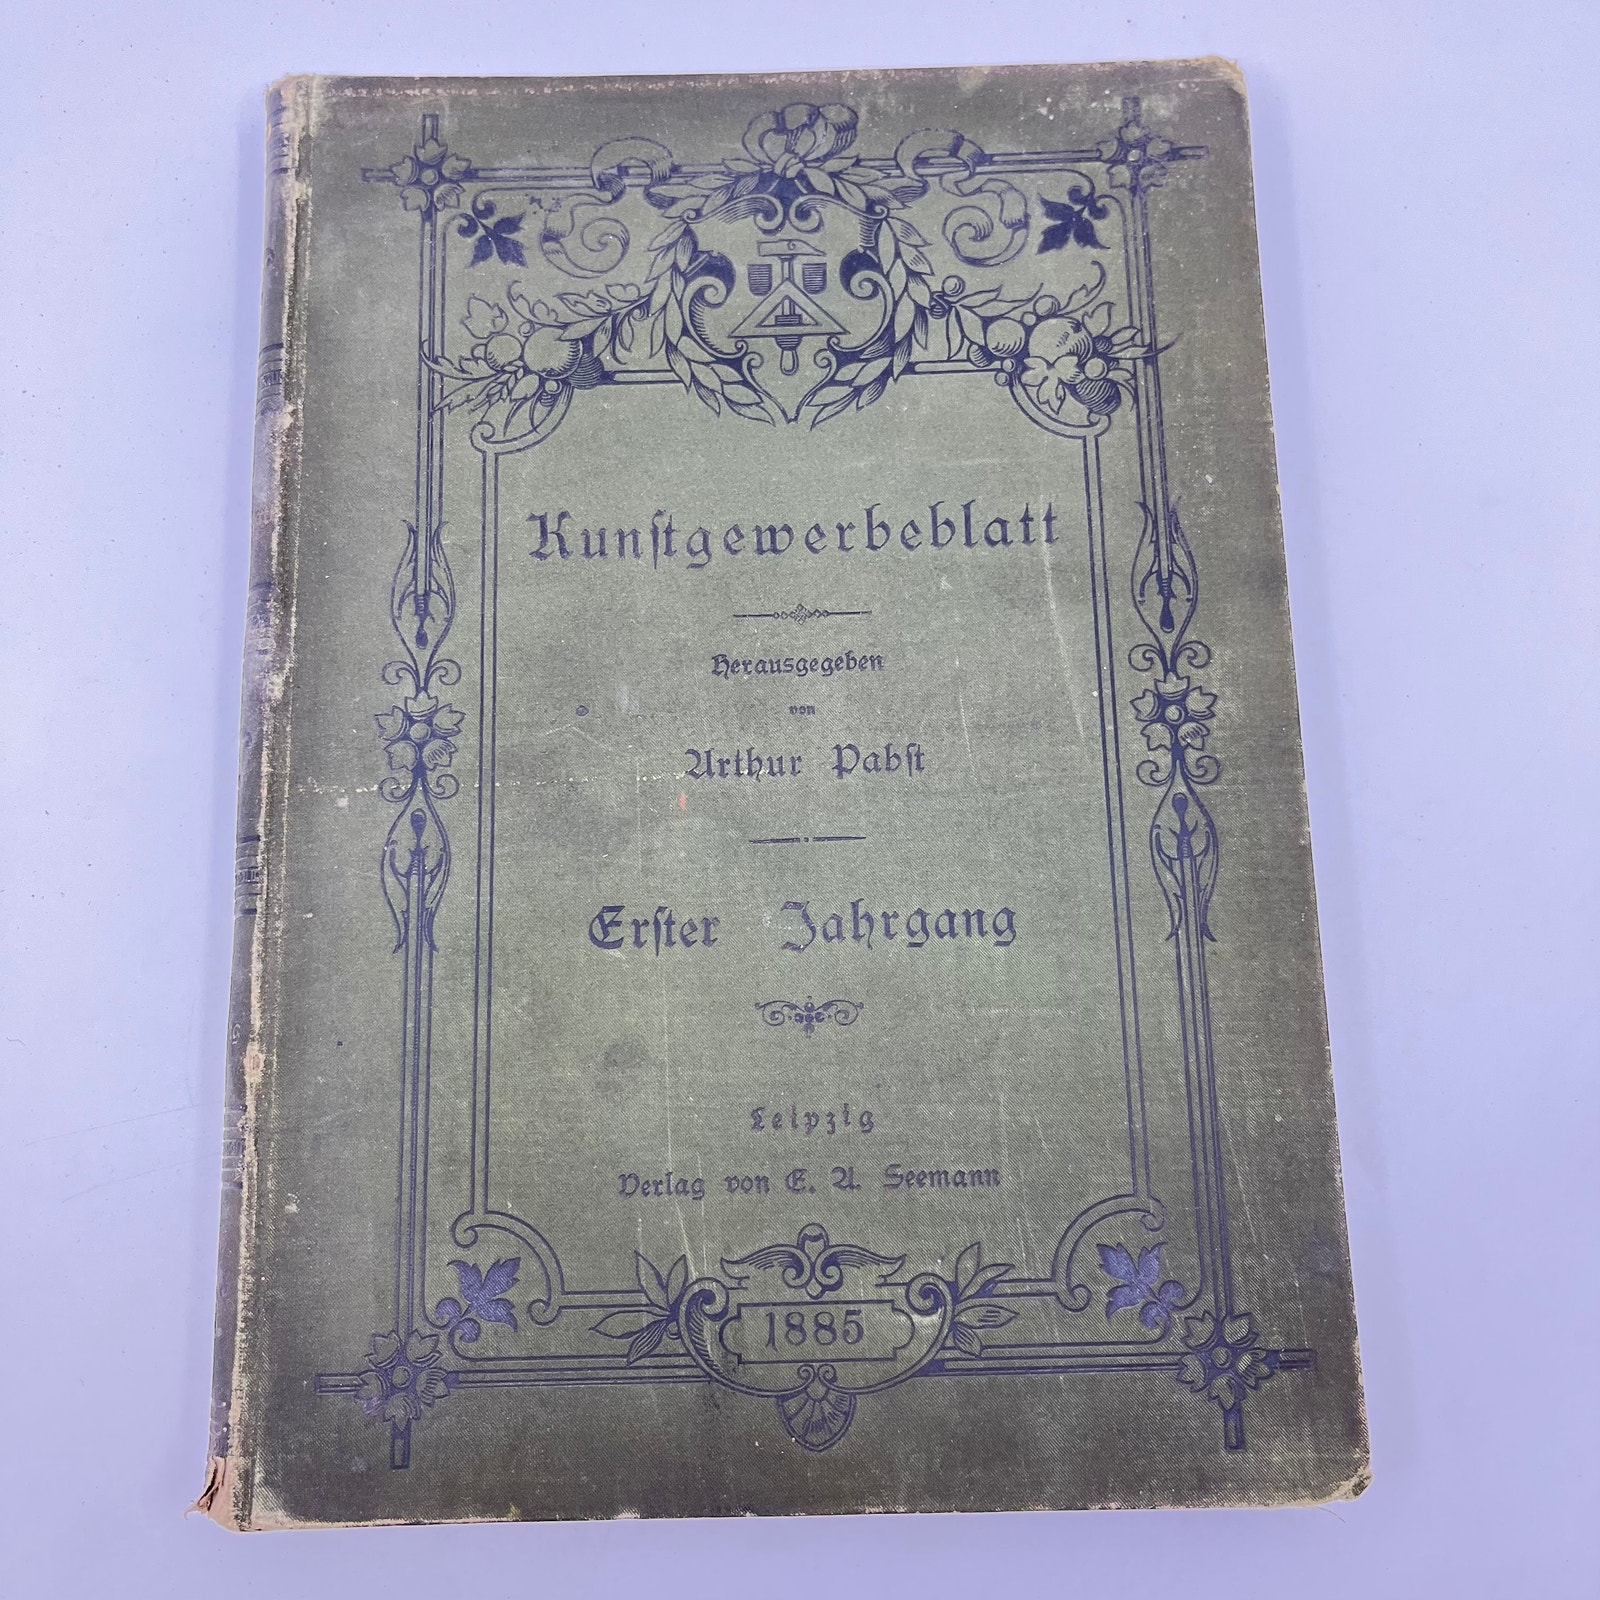 Kunſtgewerbeblatt
Herausgegeben
von
Arthur Pabſt
Erſter Jahrgang
Leipzig
Verlag von E. A. Seemann
1885